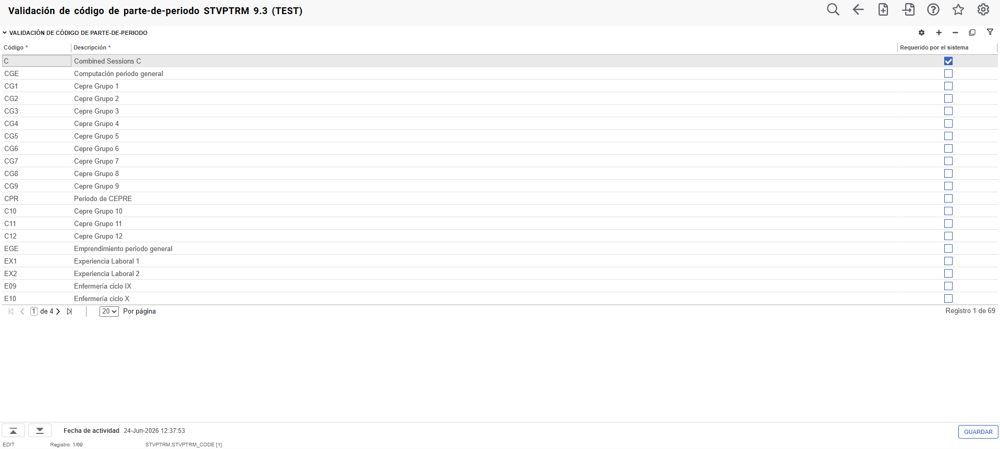 Validación de código de parte-de-periodo STVPTRM 9.3 (TEST)
VALIDACIÓN DE CÓDIGO DE PARTE-DE-PERIODO
Código * Descripción * Requerido por el sistema
C Combined Sessions C
CGE Computación periodo general
CG1 Cepre Grupo 1
CG2 Cepre Grupo 2
CG3 Cepre Grupo 3
CG4 Cepre Grupo 4
CG5 Cepre Grupo 5
CG6 Cepre Grupo 6
CG7 Cepre Grupo 7
CG8 Cepre Grupo 8
CG9 Cepre Grupo 9
CPR Periodo de CEPRE
C10 Cepre Grupo 10
C11 Cepre Grupo 11
C12 Cepre Grupo 12
EGE Emprendimiento periodo general
EX1 Experiencia Laboral 1
EX2 Experiencia Laboral 2
E09 Enfermería ciclo IX
E10 Enfermería ciclo X
1 de 4 20 Por página Registro 1 de 69
Fecha de actividad 24-Jun-2026 12:37:53 GUARDAR
EDIT Registro: 1/69 STVPTRM.STVPTRM_CODE [1]